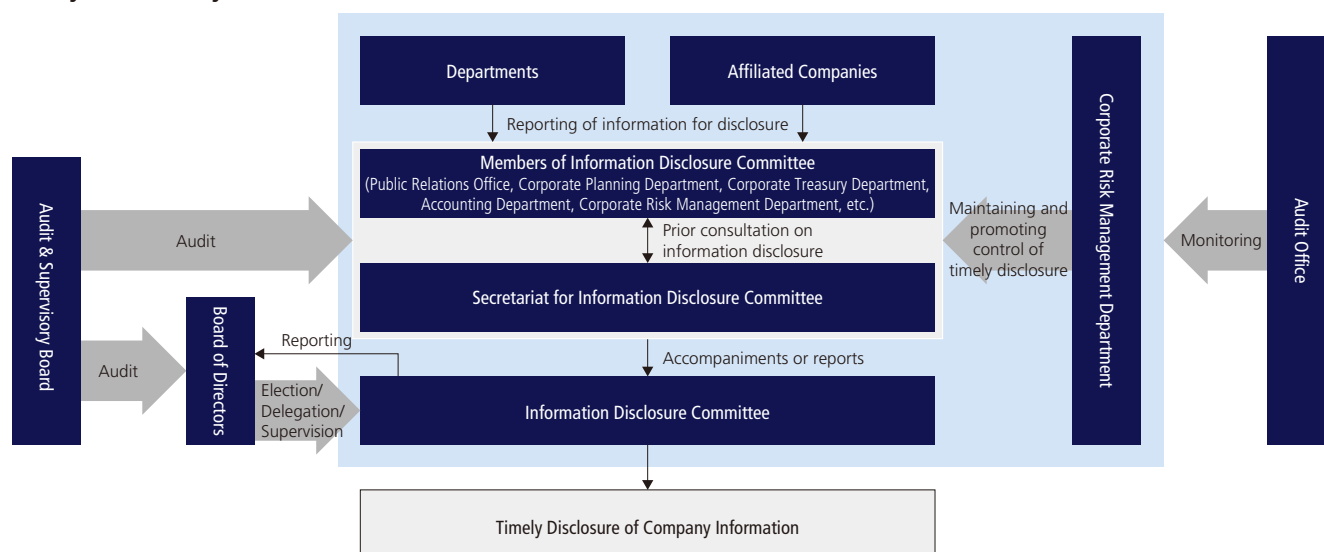 Departments
Affiliated Companies
Reporting of information for disclosure
Members of Information Disclosure Committee
(Public Relations Office, Corporate Planning Department, Corporate Treasury Department,
Accounting Department, Corporate Risk Management Department, etc.)
Prior consultation on
information disclosure
Secretariat for Information Disclosure Committee
Accompaniments or reports
Information Disclosure Committee
Timely Disclosure of Company Information
Audit & Supervisory Board
Audit
Audit
Board of Directors
Reporting
Election/
Delegation/
Supervision
Maintaining and
promoting
control of
timely disclosure
Corporate Risk Management Department
Monitoring
Audit Office